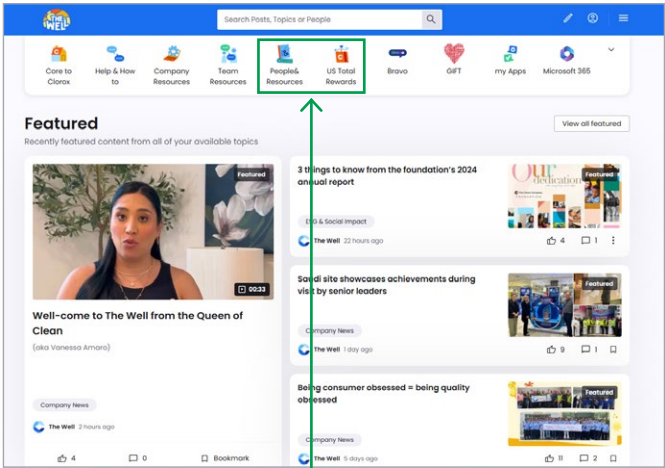 THE WELL
Search Posts, Topics or People
Core to
Clorox
Help & How
to
Company
Resources
Team
Resources
People&
Resources
US Total
Rewards
Bravo
GIFT
my Apps
Microsoft 365
Featured
Recently featured content from all of your available topics
View all featured
Featured
00:33
Well-come to The Well from the Queen of
Clean
(aka Vanessa Amaro)
Company News
The Well 2 hours ago
4
0
Bookmark
3 things to know from the foundation's 2024
annual report
ESG & Social Impact
The Well 22 hours ago
Our
dedication
Featured
4
1
Saudi site showcases achievements during
visit by senior leaders
Company News
The Well 1 day ago
Featured
9
1
Being consumer obsessed = being quality
obsessed
Company News
The Well 5 days ago
Featured
11
2